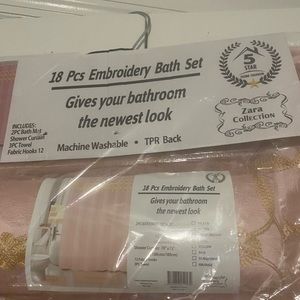 18 Pcs Embroidery Bath Set
Gives your bathroom
the newest look
Machine Washable • TPR Back
INCLUDES:
2PC Bath Mat
Shower Curtain
3PC Towel
Fabric Hooks 12
5
STAR
Zara
Collection
18 Pcs Embroidery Bath Set
Gives your bathroom
the newest look